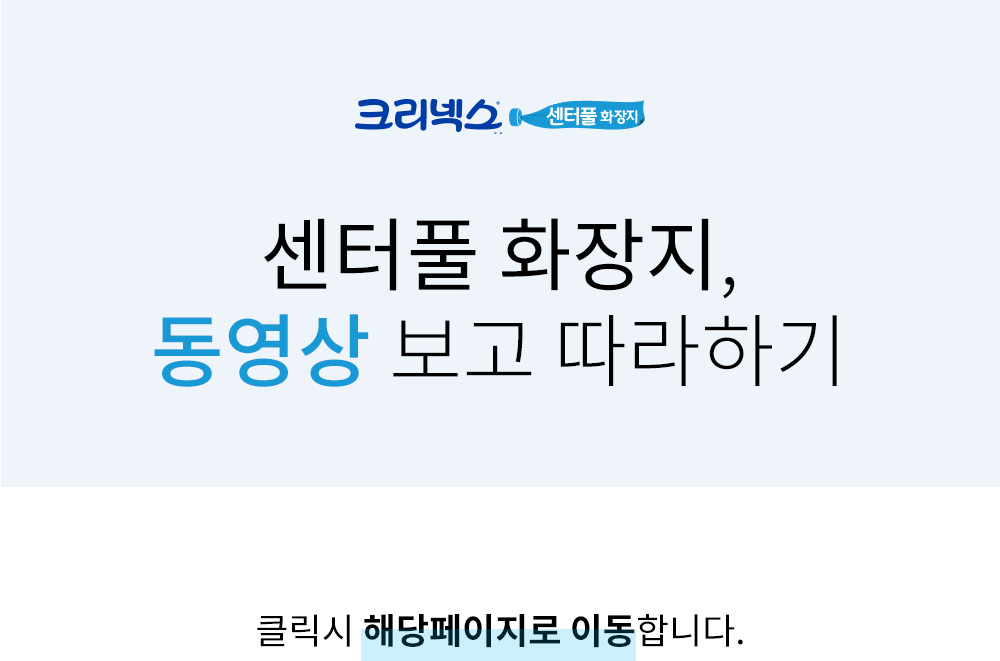 크리넥스 센터풀 화장지
센터풀 화장지,
동영상 보고 따라하기
클릭시 해당페이지로 이동합니다.